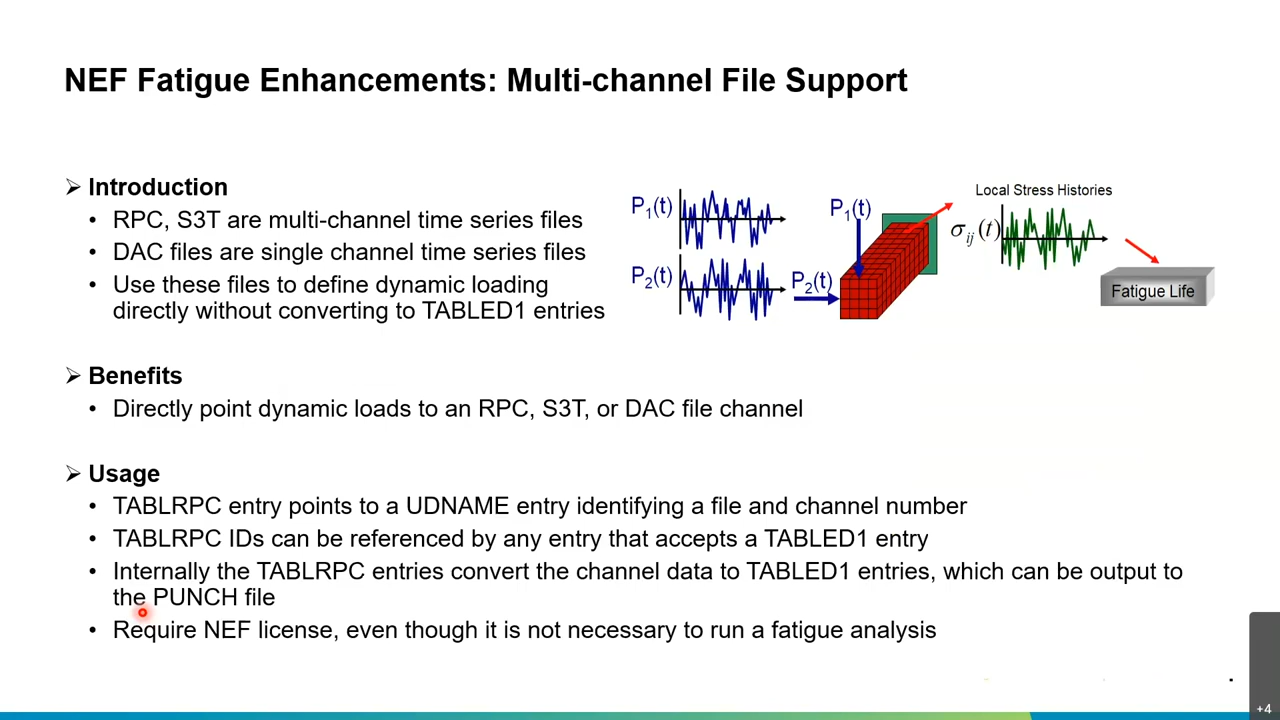 NEF Fatigue Enhancements: Multi-channel File Support
➢ Introduction
• RPC, S3T are multi-channel time series files
• DAC files are single channel time series files
• Use these files to define dynamic loading
directly without converting to TABLED1 entries
P1(t)
P2(t)
P1(t)
P2(t)
Local Stress Histories
σij(t)
Fatigue Life
➢ Benefits
• Directly point dynamic loads to an RPC, S3T, or DAC file channel
➢ Usage
• TABLRPC entry points to a UDNAME entry identifying a file and channel number
• TABLRPC IDs can be referenced by any entry that accepts a TABLED1 entry
• Internally the TABLRPC entries convert the channel data to TABLED1 entries, which can be output to
the PUNCH file
• Require NEF license, even though it is not necessary to run a fatigue analysis
+4